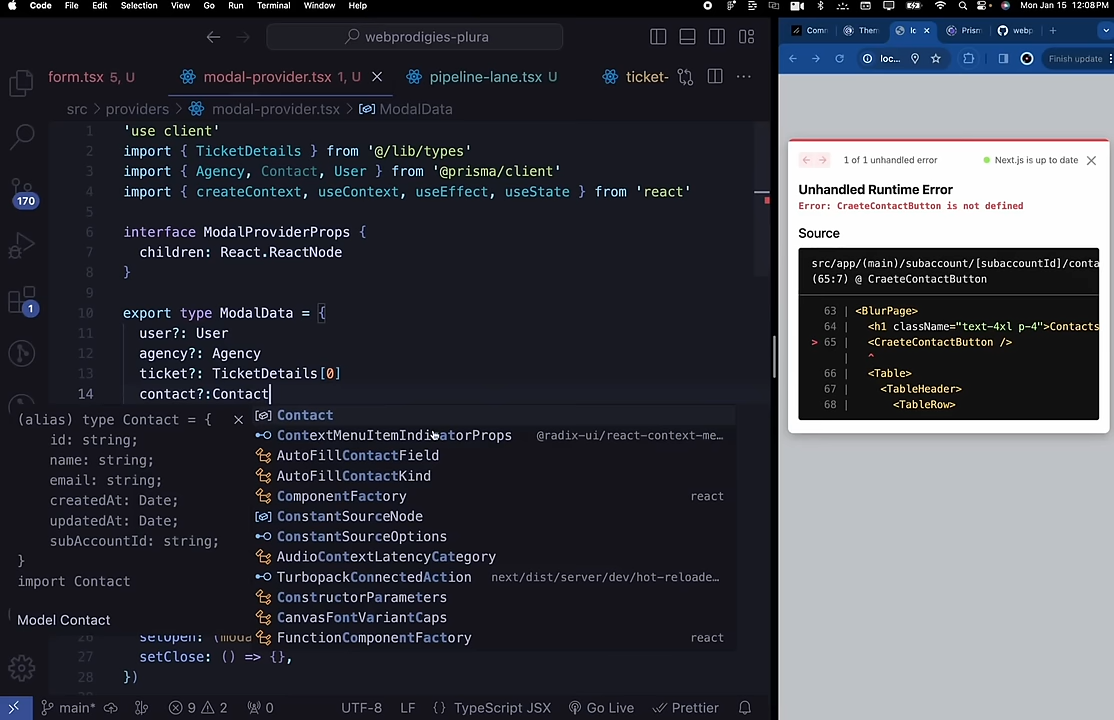 Code File Edit Selection View Go Run Terminal Window Help Mon Jan 15 12:08 PM
webprodigies-plura
form.tsx 5, U modal-provider.tsx 1, U pipeline-lane.tsx U ticket-
src > providers > modal-provider.tsx > ModalData
1 'use client'
2 import { TicketDetails } from '@/lib/types'
3 import { Agency, Contact, User } from '@prisma/client'
4 import { createContext, useContext, useEffect, useState } from 'react'
5
6 interface ModalProviderProps {
7 children: React.ReactNode
8 }
9
10 export type ModalData = {
11 user?: User
12 agency?: Agency
13 ticket?: TicketDetails[0]
14 contact?:Contact
(alias) type Contact = {
id: string;
name: string;
email: string;
createdAt: Date;
updatedAt: Date;
subAccountId: string;
}
import Contact
Model Contact
Contact
ContextMenuItemIndicatorProps @radix-ui/react-context-me…
AutoFillContactField
AutoFillContactKind
ComponentFactory react
ConstantSourceNode
ConstantSourceOptions
AudioContextLatencyCategory
TurbopackConnectedAction next/dist/server/dev/hot-reloade…
ConstructorParameters
CanvasFontVariantCaps
FunctionComponentFactory react
26 setOpen: (moda
27 setClose: () => {},
28 })
170
1
main* 9 2 0 UTF-8 LF {} TypeScript JSX Go Live Prettier
Comm Them lc Prism webp
loc... Finish update
1 of 1 unhandled error Next.js is up to date
Unhandled Runtime Error
Error: CraeteContactButton is not defined
Source
src/app/(main)/subaccount/[subaccountId]/conta
(65:7) @ CraeteContactButton
63 | <BlurPage>
64 | <h1 className="text-4xl p-4">Contacts
> 65 | <CraeteContactButton />
| ^
66 | <Table>
67 | <TableHeader>
68 | <TableRow>